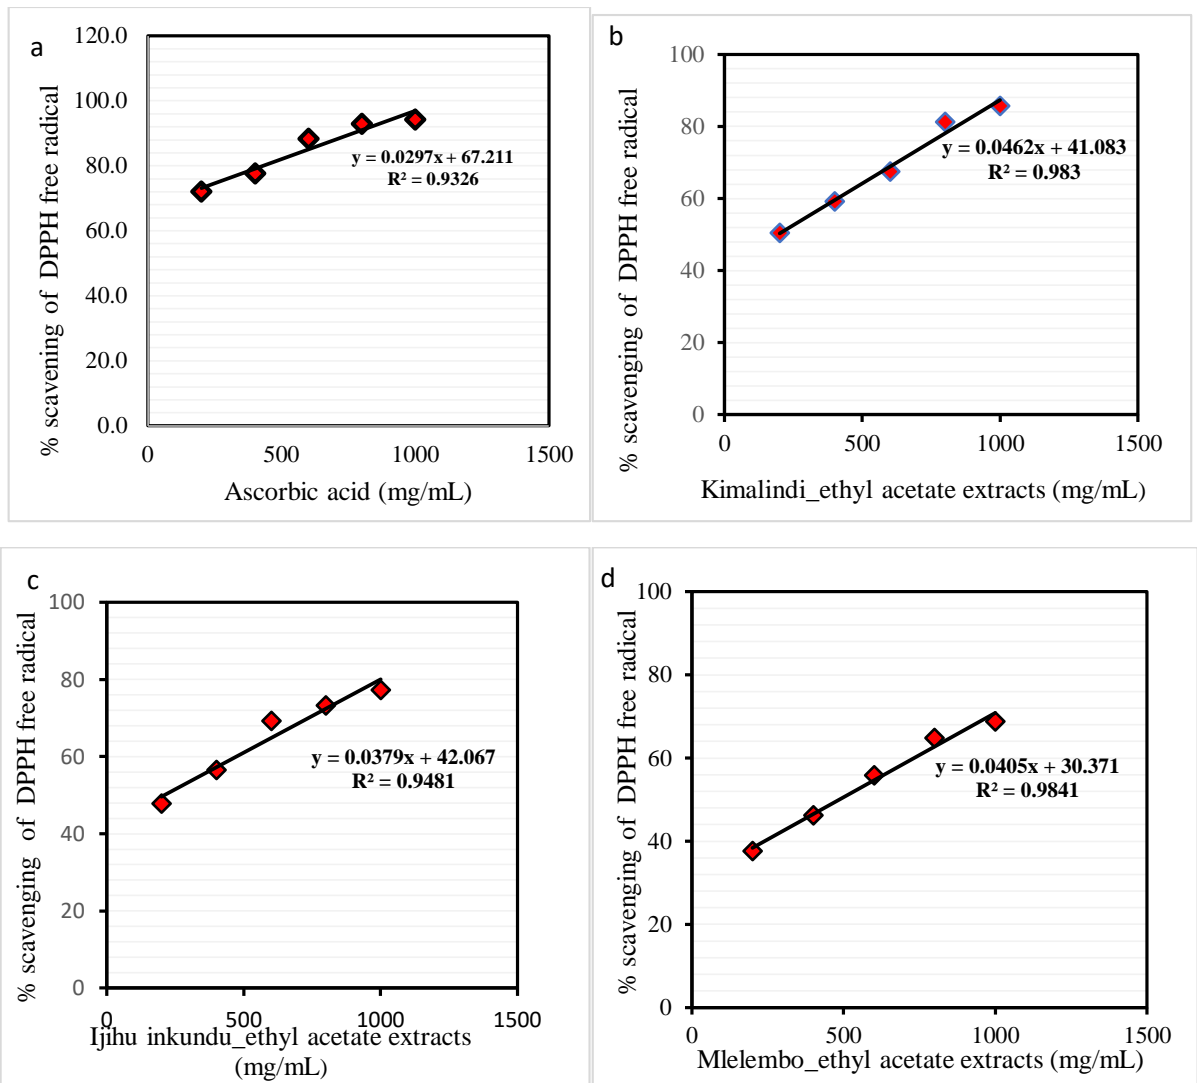 a
120.0
100.0
80.0
60.0
40.0
20.0
0.0
0
500
1000
1500
% scavening of DPPH free radical
y = 0.0297x + 67.211
R² = 0.9326
Ascorbic acid (mg/mL)
b
100
80
60
40
20
0
0
500
1000
1500
% scavenging of DPPH free radical
y = 0.0462x + 41.083
R² = 0.983
Kimalindi_ethyl acetate extracts (mg/mL)
c
100
80
60
40
20
0
0
500
1000
1500
% scavenging of DPPH free radical
y = 0.0379x + 42.067
R² = 0.9481
Ijihu inkundu_ethyl acetate extracts
(mg/mL)
d
100
80
60
40
20
0
0
500
1000
1500
% scavenging of DPPH free radical
y = 0.0405x + 30.371
R² = 0.9841
Mlelembo_ethyl acetate extracts (mg/mL)